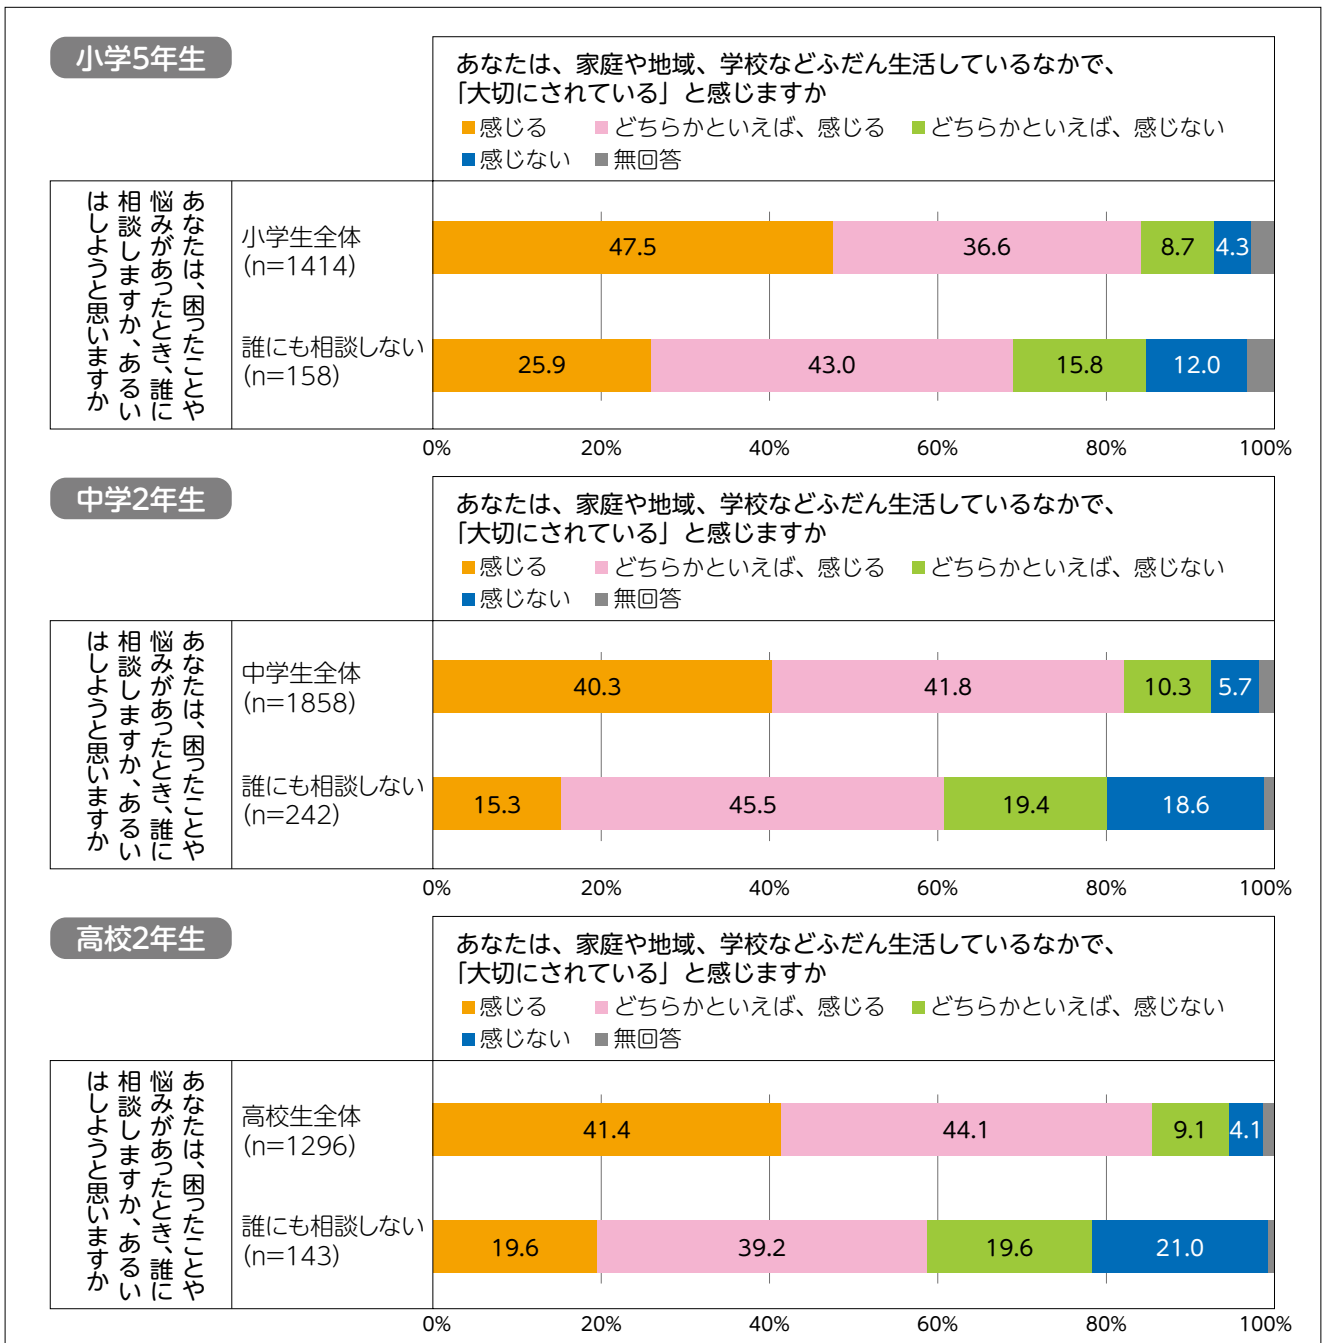 小学5年生
あなたは、家庭や地域、学校などふだん生活しているなかで、
「大切にされている」と感じますか
感じる どちらかといえば、感じる どちらかといえば、感じない
感じない 無回答
あなたは、困ったことや
悩みがあったとき、誰に
相談しますか、あるい
はしようと思いますか
小学生全体
(n=1414)
47.5 36.6 8.7 4.3
誰にも相談しない
(n=158)
25.9 43.0 15.8 12.0
0% 20% 40% 60% 80% 100%
中学2年生
あなたは、家庭や地域、学校などふだん生活しているなかで、
「大切にされている」と感じますか
感じる どちらかといえば、感じる どちらかといえば、感じない
感じない 無回答
あなたは、困ったことや
悩みがあったとき、誰に
相談しますか、あるい
はしようと思いますか
中学生全体
(n=1858)
40.3 41.8 10.3 5.7
誰にも相談しない
(n=242)
15.3 45.5 19.4 18.6
0% 20% 40% 60% 80% 100%
高校2年生
あなたは、家庭や地域、学校などふだん生活しているなかで、
「大切にされている」と感じますか
感じる どちらかといえば、感じる どちらかといえば、感じない
感じない 無回答
あなたは、困ったことや
悩みがあったとき、誰に
相談しますか、あるい
はしようと思いますか
高校生全体
(n=1296)
41.4 44.1 9.1 4.1
誰にも相談しない
(n=143)
19.6 39.2 19.6 21.0
0% 20% 40% 60% 80% 100%